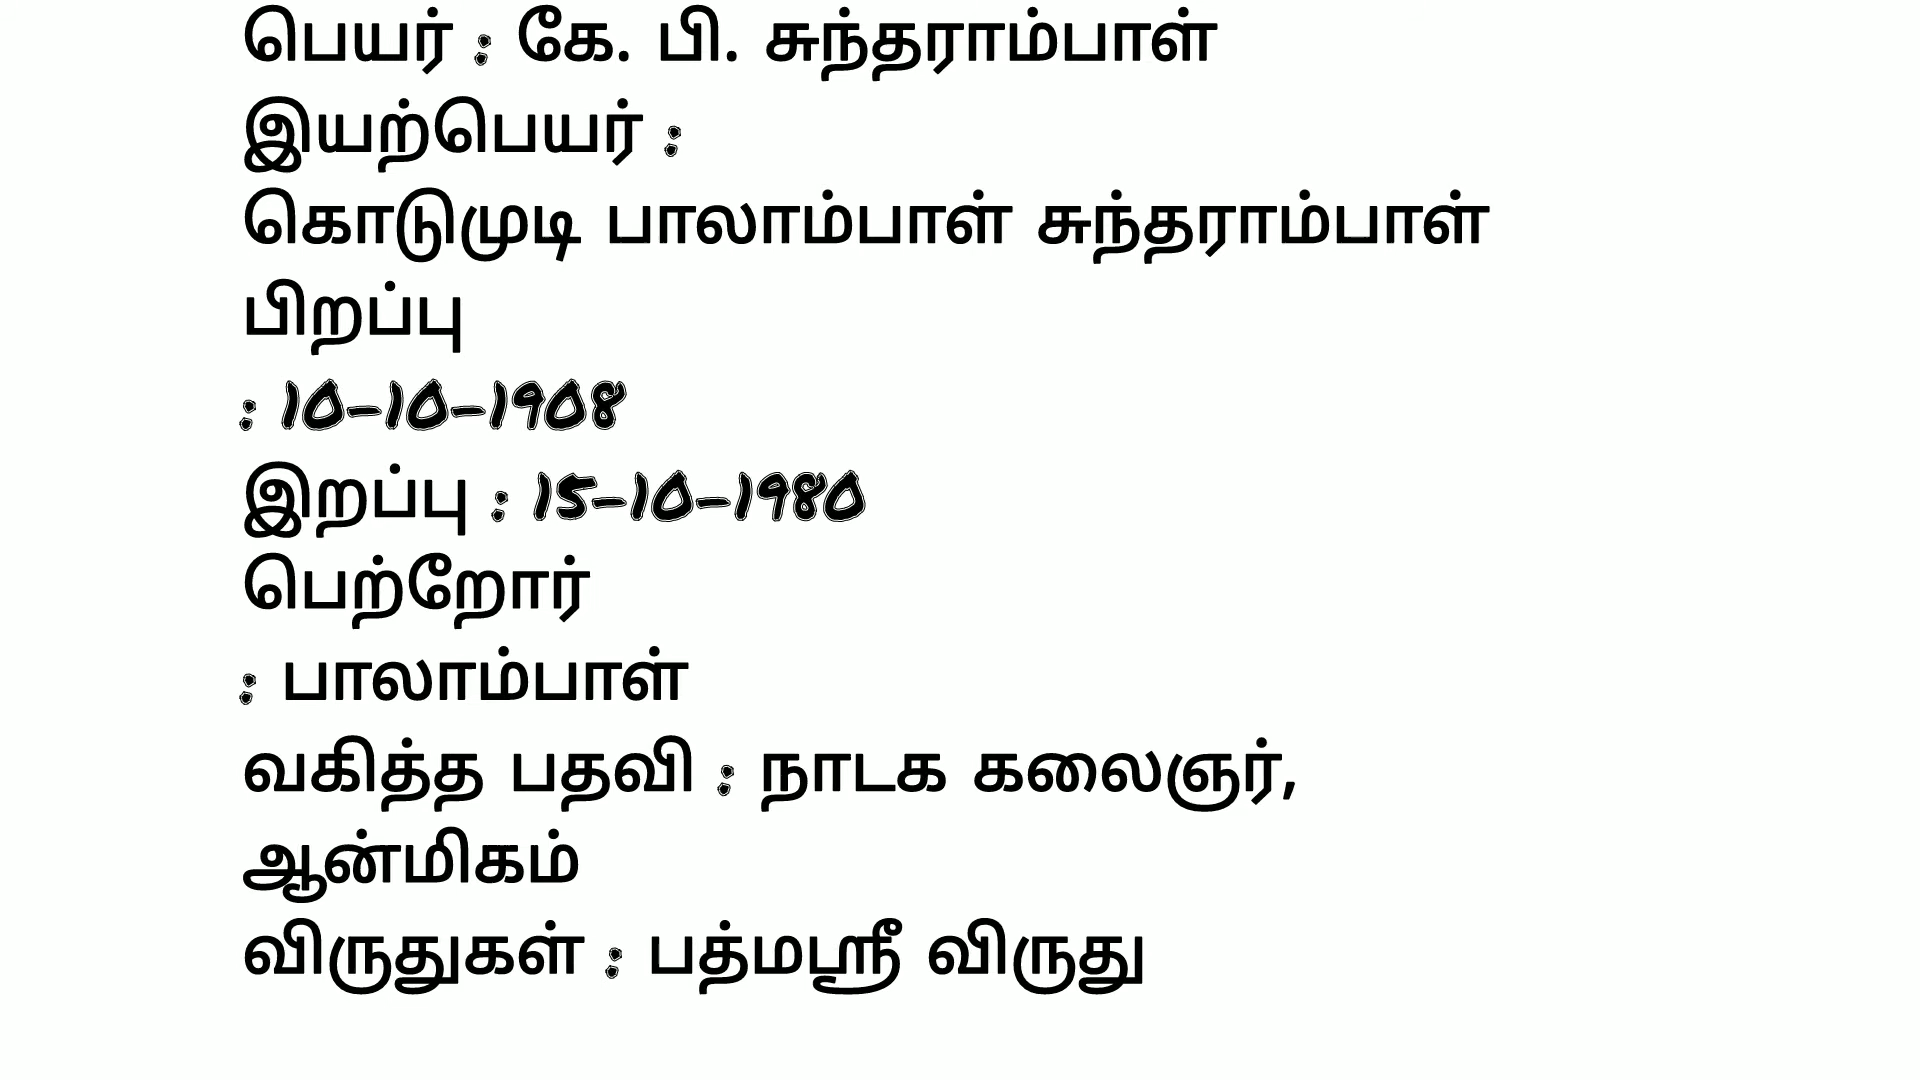 பெயர் : கே. பி. சுந்தராம்பாள்
இயற்பெயர் :
கொடுமுடி பாலாம்பாள் சுந்தராம்பாள்
பிறப்பு
: 10-10-1908
இறப்பு : 15-10-1980
பெற்றோர்
: பாலாம்பாள்
வகித்த பதவி : நாடக கலைஞர்,
ஆன்மிகம்
விருதுகள் : பத்மஸ்ரீ விருது